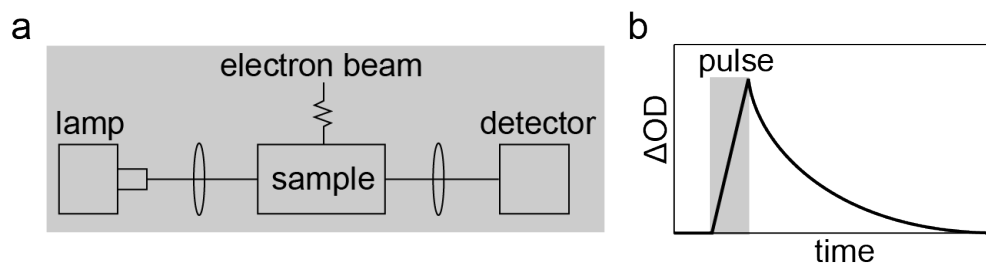 a
electron beam
lamp
detector
sample
b
pulse
ΔOD
time